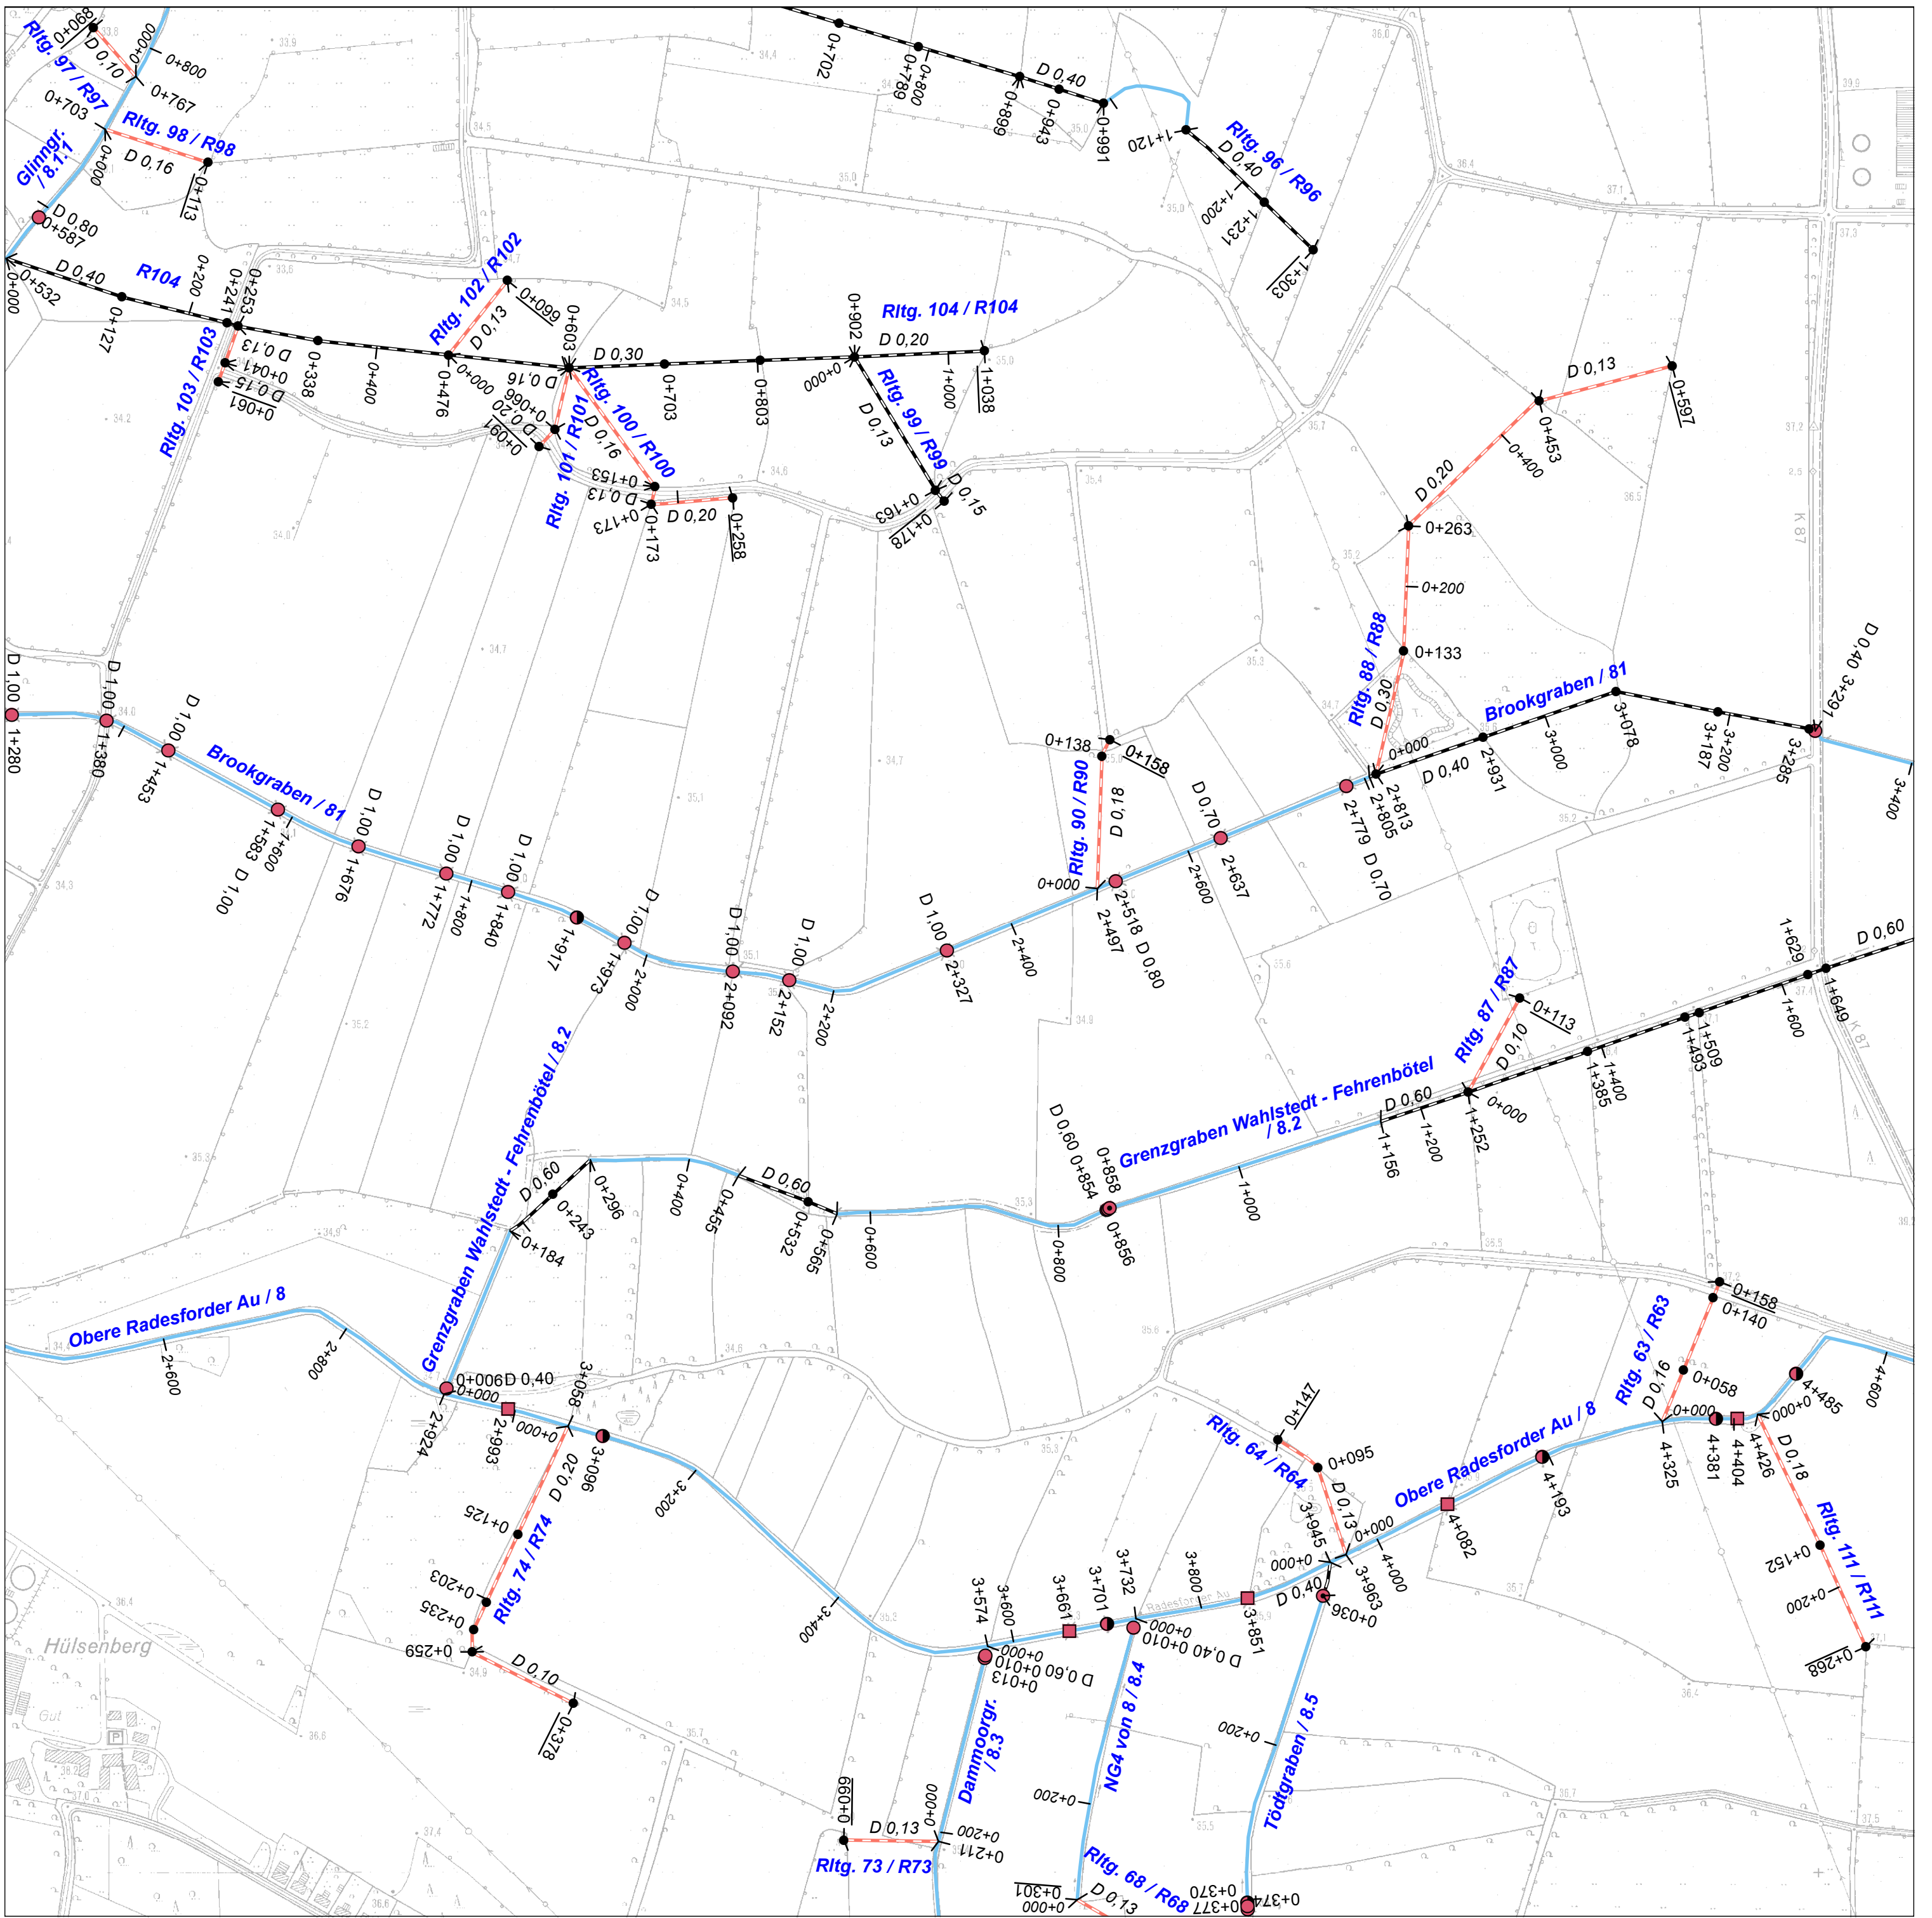 0+068
D 0,10
Rltg. 97 / R97
0+000
0+800
0+767
0+703
Rltg. 98 / R98
D 0,16
0+000
0+113
Glinngr.
/ 8.1.1
D 0,80
0+587
0+532
0+000
D 0,40
R104
0+127
0+200
0+241
0+253
D 0,13
0+041
D 0,15
0+061
Rltg. 103 / R103
0+338
0+400
0+476
0+000
Rltg. 102 / R102
D 0,13
0+099
0+603
D 0,30
D 0,16
0+066
D 0,20
0+091
Rltg. 101 / R101
Rltg. 100 / R100
D 0,16
0+153
D 0,13
0+173
0+173
D 0,20
0+258
0+703
0+803
0+902
0+000
Rltg. 104 / R104
D 0,20
1+000
1+038
Rltg. 99 / R99
D 0,13
D 0,15
0+163
0+178
0+702
0+789
0+800
0+899
D 0,40
0+943
0+991
1+120
Rltg. 96 / R96
D 0,40
1+200
1+231
1+303
D 0,13
0+597
0+453
0+400
D 0,20
0+263
0+200
0+133
Rltg. 88 / R88
D 0,30
0+000
D 0,40
Brookgraben / 81
2+931
3+000
3+078
3+187
3+200
3+285
D 0,40 3+291
3+400
K 87
D 1,00
1+280
D 1,00
1+380
D 1,00
1+453
Brookgraben / 81
1+583 D 1,00
1+600
D 1,00
1+676
D 1,00
1+772
1+800
D 1,00
1+840
1+917
D 1,00
1+973
2+000
D 1,00
2+092
D 1,00
2+152
2+200
D 1,00
2+327
2+400
0+138
0+158
Rltg. 90 / R90
D 0,18
0+000
2+497
2+518 D 0,80
2+600
D 0,70
2+637
2+779 D 0,70
2+805
2+813
Rltg. 87 / R87
0+113
D 0,10
0+000
1+252
1+200
D 0,60
1+156
1+385
1+400
1+493
1+509
1+600
1+629
1+649
D 0,60
K 87
Grenzgraben Wahlstedt - Fehrenbötel
/ 8.2
1+000
D 0,60 0+854
0+858
0+856
0+800
0+600
0+565
0+532
D 0,60
0+455
0+400
0+296
0+243
D 0,60
0+184
Grenzgraben Wahlstedt - Fehrenbötel / 8.2
Obere Radesforder Au / 8
2+600
2+800
0+006 D 0,40
0+000
2+924
2+993
3+058
0+000
3+096
D 0,20
0+125
0+203
0+235
0+259
Rltg. 74 / R74
D 0,10
0+378
3+200
3+400
3+574
3+600
0+000
D 0,60 0+010
0+013
3+661
3+701
3+732
0+000
D 0,40 0+010
3+800
Radesforder Au
3+851
3+945
0+000
D 0,40
0+036
3+963
0+000
4+000
Rltg. 64 / R64
0+147
0+095
D 0,13
Obere Radesforder Au / 8
4+082
4+193
Rltg. 63 / R63
0+158
0+140
0+058
D 0,16
0+000
4+325
4+381
4+404
4+426
0+000
4+485
4+600
D 0,18
Rltg. 111 / R111
0+152
0+200
0+268
Dammoorgr.
/ 8.3
0+000
0+200
0+211
D 0,13
0+099
Rltg. 73 / R73
NG4 von 8 / 8.4
0+200
0+301
0+000
D 0,13
Rltg. 68 / R68
Tödtgraben / 8.5
0+200
0+370
0+374
0+377
Hülsenberg
Gut
P